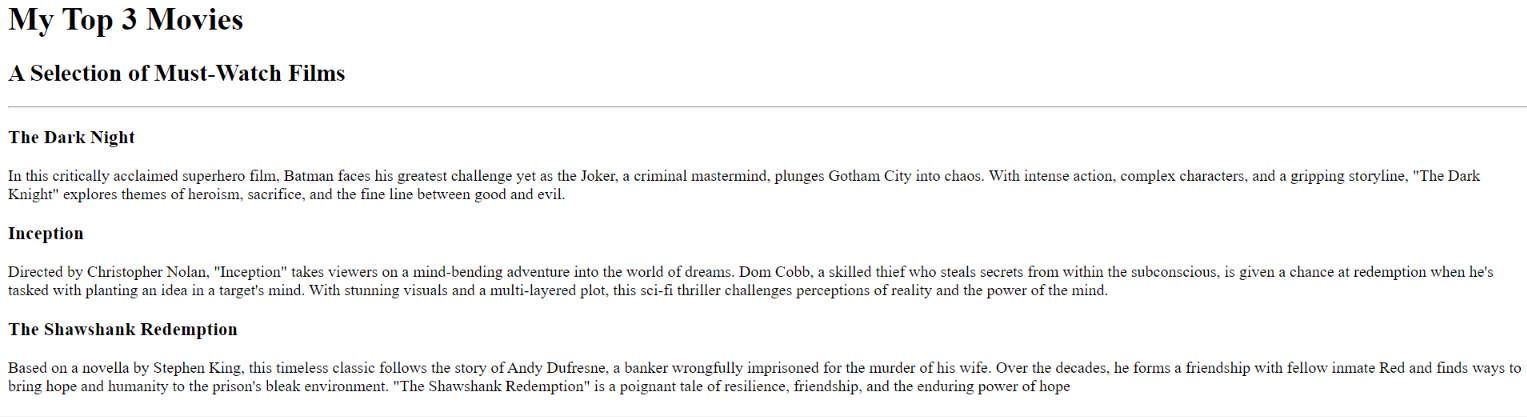 My Top 3 Movies
A Selection of Must-Watch Films
The Dark Night
In this critically acclaimed superhero film, Batman faces his greatest challenge yet as the Joker, a criminal mastermind, plunges Gotham City into chaos. With intense action, complex characters, and a gripping storyline, "The Dark
Knight" explores themes of heroism, sacrifice, and the fine line between good and evil.
Inception
Directed by Christopher Nolan, "Inception" takes viewers on a mind-bending adventure into the world of dreams. Dom Cobb, a skilled thief who steals secrets from within the subconscious, is given a chance at redemption when he's
tasked with planting an idea in a target's mind. With stunning visuals and a multi-layered plot, this sci-fi thriller challenges perceptions of reality and the power of the mind.
The Shawshank Redemption
Based on a novella by Stephen King, this timeless classic follows the story of Andy Dufresne, a banker wrongfully imprisoned for the murder of his wife. Over the decades, he forms a friendship with fellow inmate Red and finds ways to
bring hope and humanity to the prison's bleak environment. "The Shawshank Redemption" is a poignant tale of resilience, friendship, and the enduring power of hope